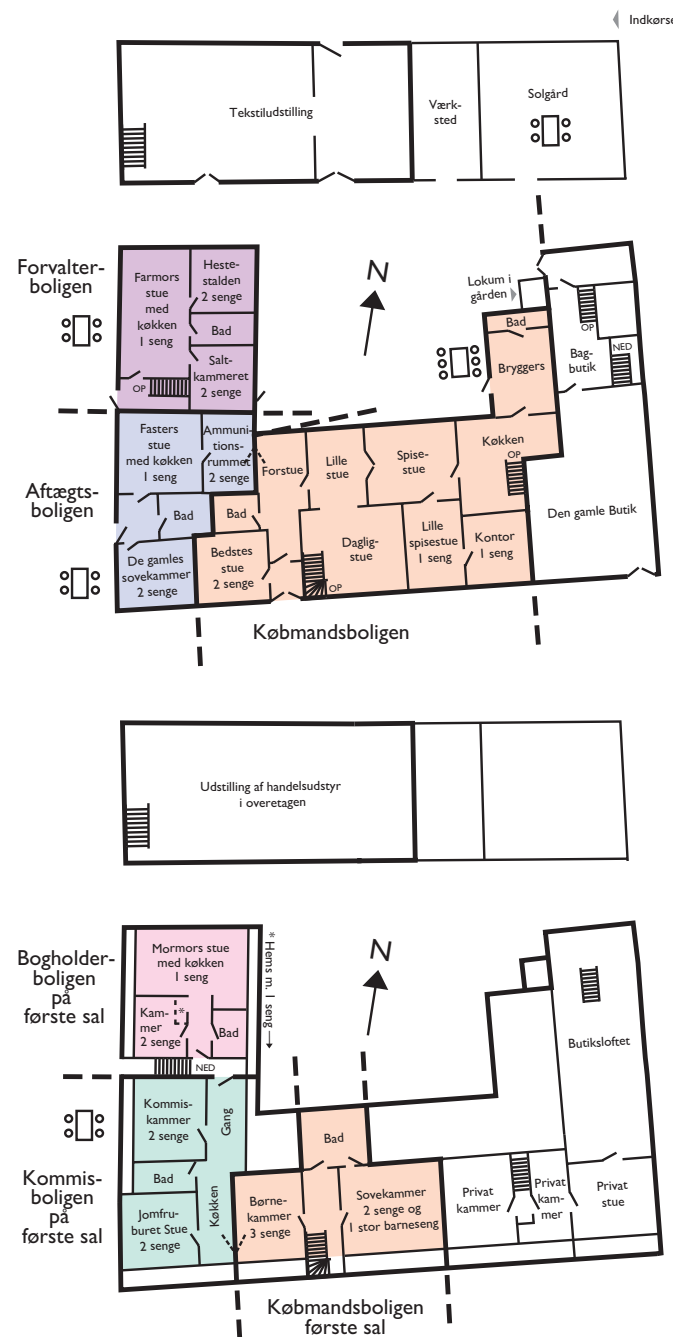 Indkørse
Tekstiludstilling
Værk-
sted
Solgård
Forvalter-
boligen
Farmors
stue
med
køkken
1 seng
Heste-
stalden
2 senge
Bad
Salt-
kammeret
2 senge
OP
N
Lokum i
gården
Bad
Bryggers
OP
Bag-
butik
NED
Aftægts-
boligen
Fasters
stue
med køkken
1 seng
Ammuni-
tions-
rummet
2 senge
Bad
De gamles
sovekammer
2 senge
Forstue
Lille
stue
Spise-
stue
Køkken
OP
Bad
Bedstes
stue
2 senge
Daglig-
stue
OP
Lille
spisestue
1 seng
Kontor
1 seng
Den gamle Butik
Købmandsboligen
Udstilling af handelsudstyr
i overetagen
Bogholder-
boligen
på
første sal
Mormors stue
med køkken
1 seng
Kam-
mer
2 senge
*
Bad
NED
* Hems m. 1 seng
N
Butiksloftet
Kommis-
boligen
på
første sal
Kommis-
kammer
2 senge
Gang
Bad
Jomfru-
buret Stue
2 senge
Køkken
Bad
Børne-
kammer
3 senge
Sovekammer
2 senge og
1 stor barneseng
Privat
kammer
Privat
kam-
mer
Privat
stue
Købmandsboligen
første sal